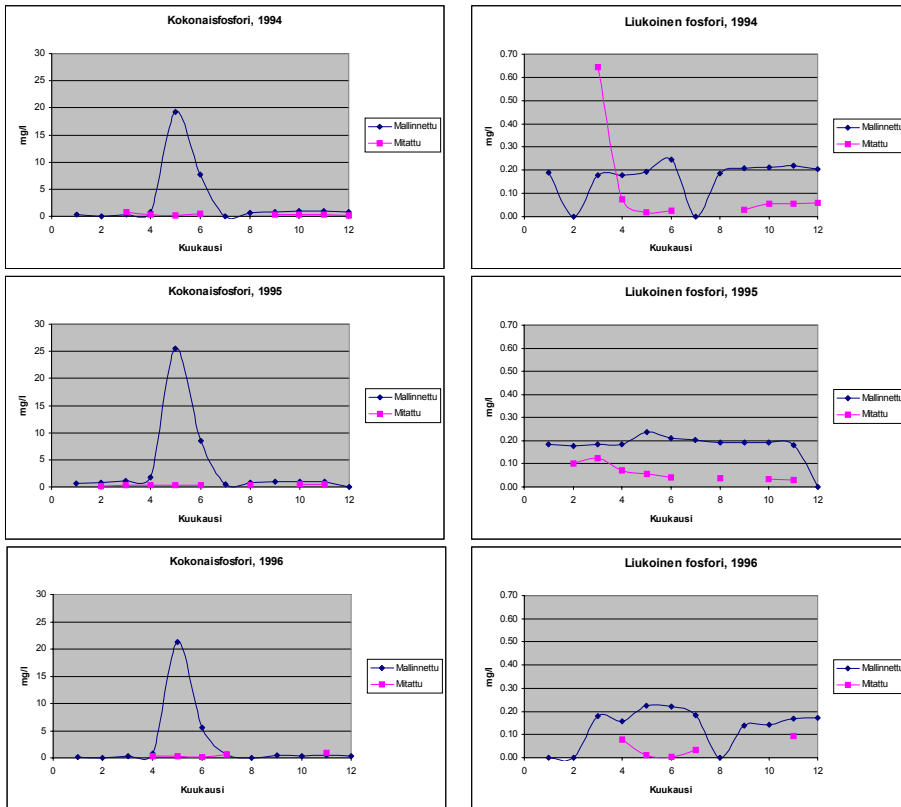 Kokonaisfosfori, 1994
30
25
20
15
10
5
0
mg/l
0 2 4 6 8 10 12
Kuukausi
Mallinnettu
Mitattu
Liukoinen fosfori, 1994
0.70
0.60
0.50
0.40
0.30
0.20
0.10
0.00
mg/l
0 2 4 6 8 10 12
Kuukausi
Mallinnettu
Mitattu
Kokonaisfosfori, 1995
30
25
20
15
10
5
0
mg/l
0 2 4 6 8 10 12
Kuukausi
Mallinnettu
Mitattu
Liukoinen fosfori, 1995
0.70
0.60
0.50
0.40
0.30
0.20
0.10
0.00
mg/l
0 2 4 6 8 10 12
Kuukausi
Mallinnettu
Mitattu
Kokonaisfosfori, 1996
30
25
20
15
10
5
0
mg/l
0 2 4 6 8 10 12
Kuukausi
Mallinnettu
Mitattu
Liukoinen fosfori, 1996
0.70
0.60
0.50
0.40
0.30
0.20
0.10
0.00
mg/l
0 2 4 6 8 10 12
Kuukausi
Mallinnettu
Mitattu